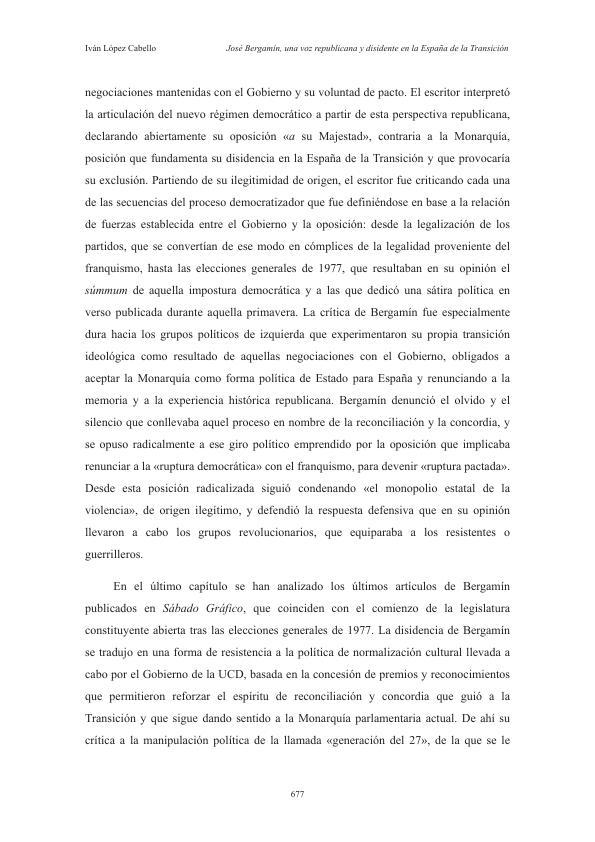 Iván López Cabello José Bergamín, una voz republicana y disidente en la España de la Transición
negociaciones mantenidas con el Gobierno y su voluntad de pacto. El escritor interpretó
la articulación del nuevo régimen democrático a partir de esta perspectiva republicana,
declarando abiertamente su oposición «a su Majestad», contraria a la Monarquía,
posición que fundamenta su disidencia en la España de la Transición y que provocaría
su exclusión. Partiendo de su ilegitimidad de origen, el escritor fue criticando cada una
de las secuencias del proceso democratizador que fue definiéndose en base a la relación
de fuerzas establecida entre el Gobierno y la oposición: desde la legalización de los
partidos, que se convertían de ese modo en cómplices de la legalidad proveniente del
franquismo, hasta las elecciones generales de 1977, que resultaban en su opinión el
súmmum de aquella impostura democrática y a las que dedicó una sátira política en
verso publicada durante aquella primavera. La crítica de Bergamín fue especialmente
dura hacia los grupos políticos de izquierda que experimentaron su propia transición
ideológica como resultado de aquellas negociaciones con el Gobierno, obligados a
aceptar la Monarquía como forma política de Estado para España y renunciando a la
memoria y a la experiencia histórica republicana. Bergamín denunció el olvido y el
silencio que conllevaba aquel proceso en nombre de la reconciliación y la concordia, y
se opuso radicalmente a ese giro político emprendido por la oposición que implicaba
renunciar a la «ruptura democrática» con el franquismo, para devenir «ruptura pactada».
Desde esta posición radicalizada siguió condenando «el monopolio estatal de la
violencia», de origen ilegítimo, y defendió la respuesta defensiva que en su opinión
llevaron a cabo los grupos revolucionarios, que equiparaba a los resistentes o
guerrilleros.
En el último capítulo se han analizado los últimos artículos de Bergamín
publicados en Sábado Gráfico, que coinciden con el comienzo de la legislatura
constituyente abierta tras las elecciones generales de 1977. La disidencia de Bergamín
se tradujo en una forma de resistencia a la política de normalización cultural llevada a
cabo por el Gobierno de la UCD, basada en la concesión de premios y reconocimientos
que permitieron reforzar el espíritu de reconciliación y concordia que guió a la
Transición y que sigue dando sentido a la Monarquía parlamentaria actual. De ahí su
crítica a la manipulación política de la llamada «generación del 27», de la que se le
677